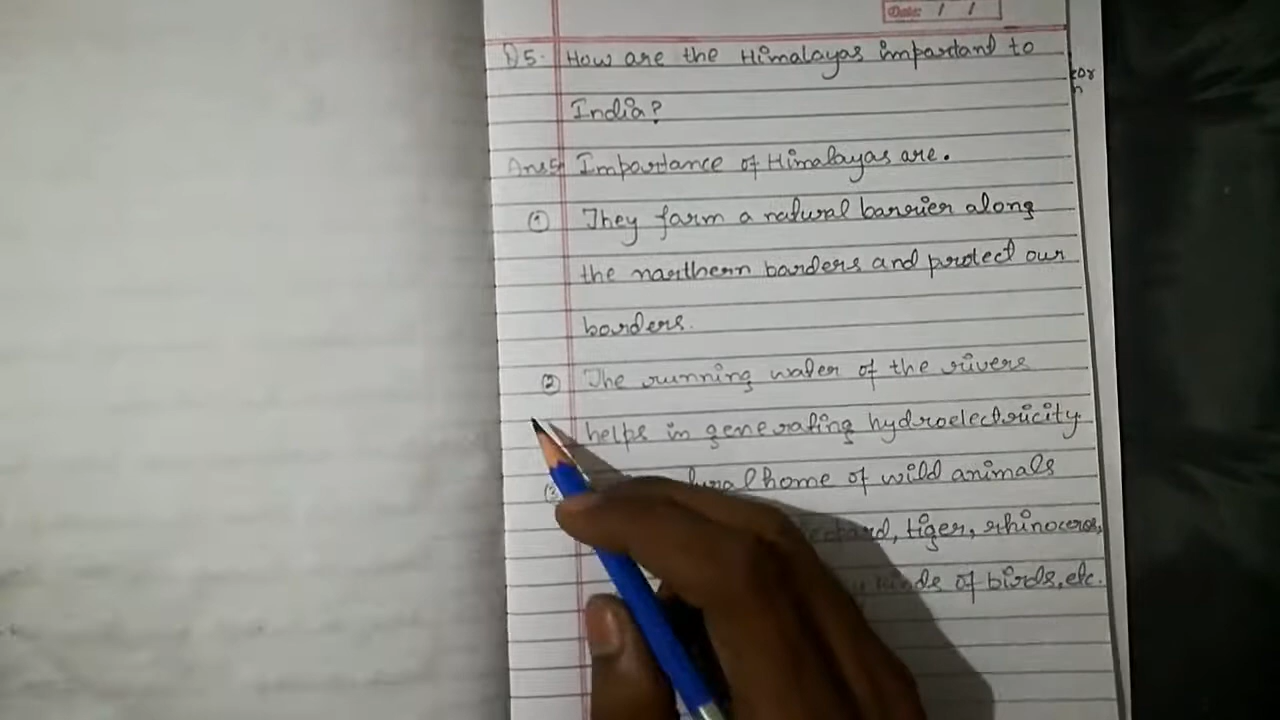 Date: / /
Q5. How are the Himalayas important to
India?
Ans5 Importance of Himalayas are.
① They form a natural barrier along
the northern borders and protect our
borders.
② The running water of the rivers
helps in generating hydroelectricity
home of wild animals
tiger, rhinoceros,
of birds, etc.